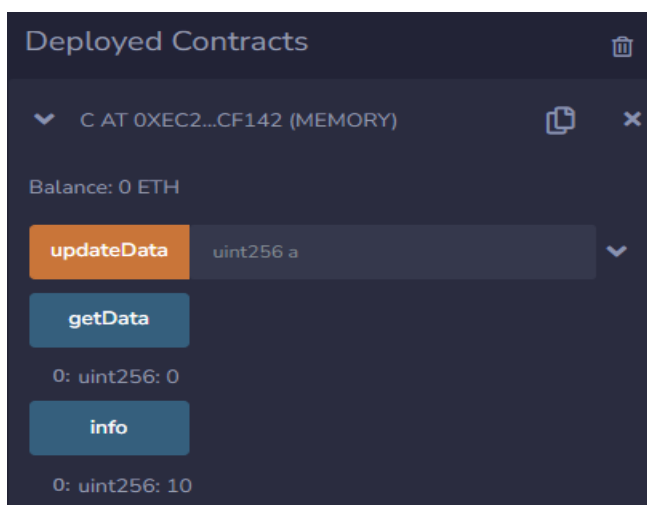 Deployed Contracts
C AT 0XEC2...CF142 (MEMORY)
Balance: 0 ETH
updateData uint256 a
getData
0: uint256: 0
info
0: uint256: 10